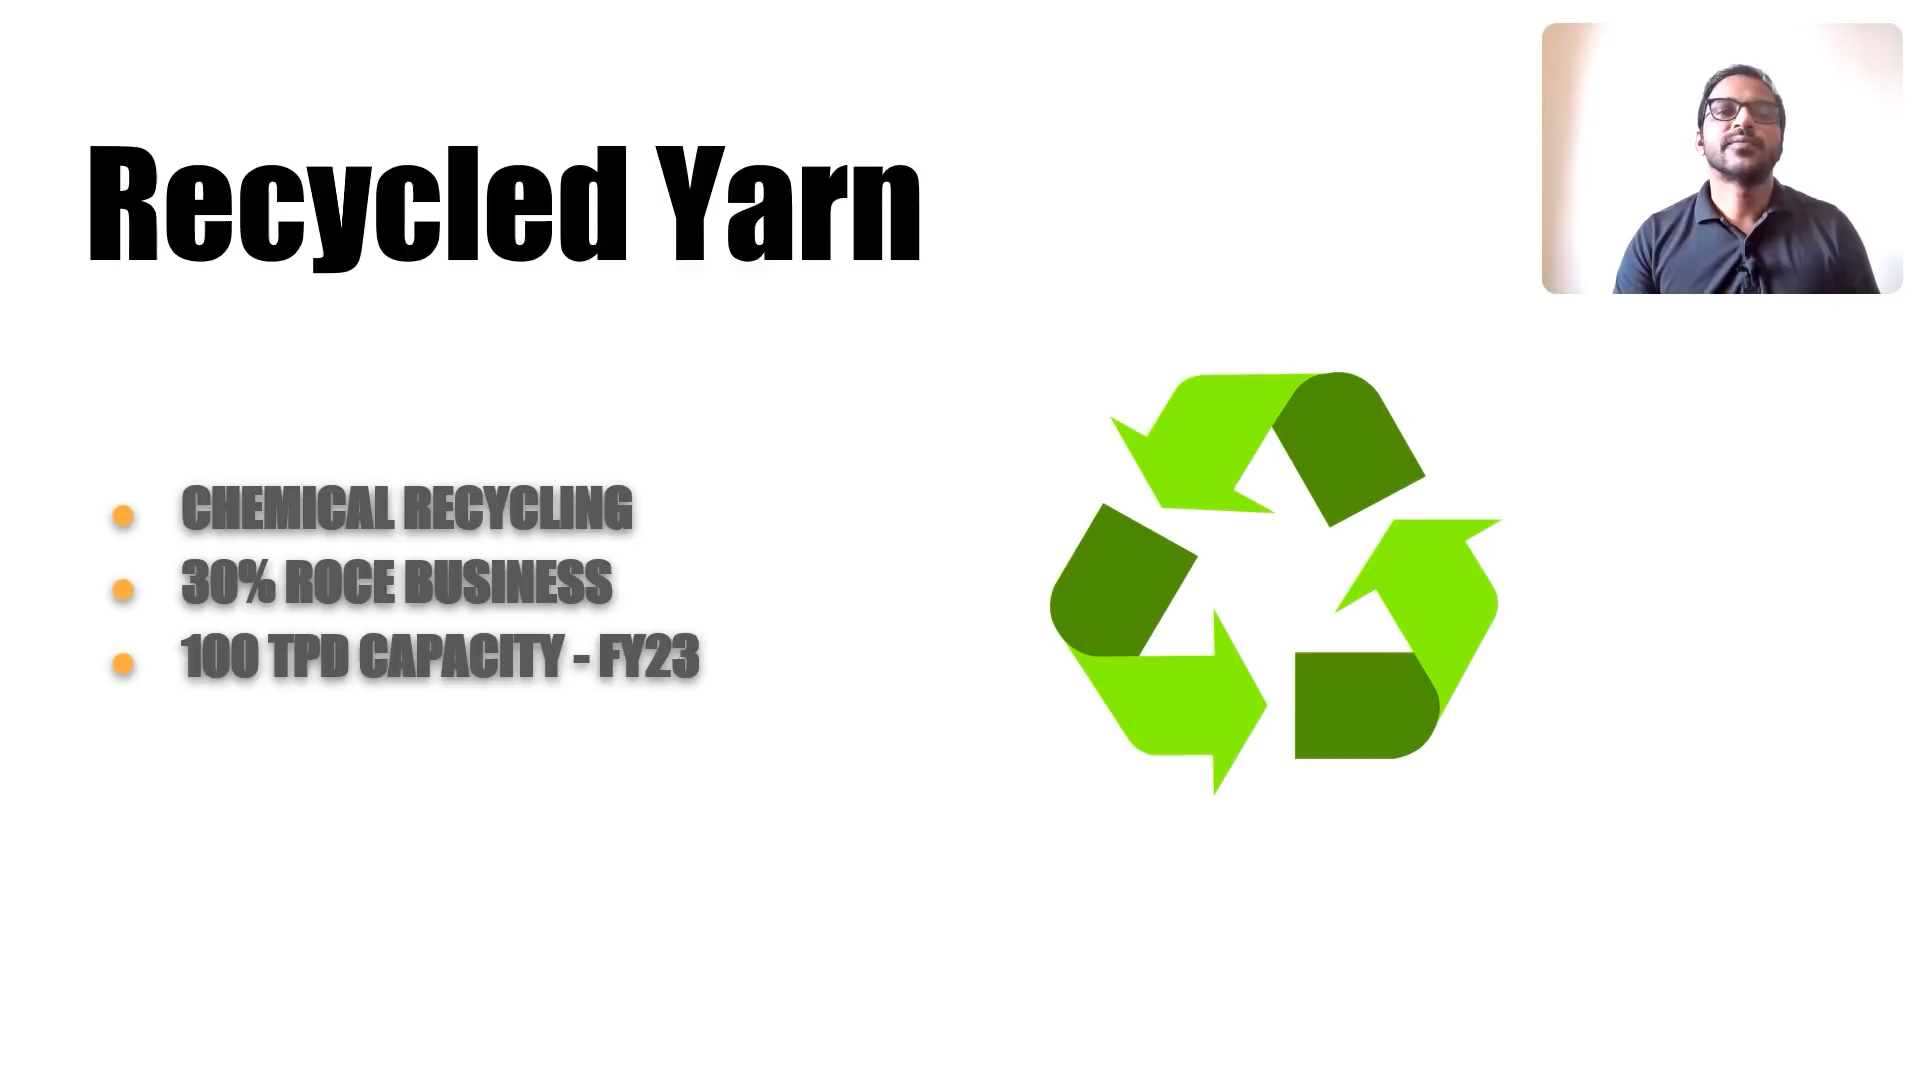 Recycled Yarn
CHEMICAL RECYCLING
30% ROCE BUSINESS
100 TPD CAPACITY - FY23